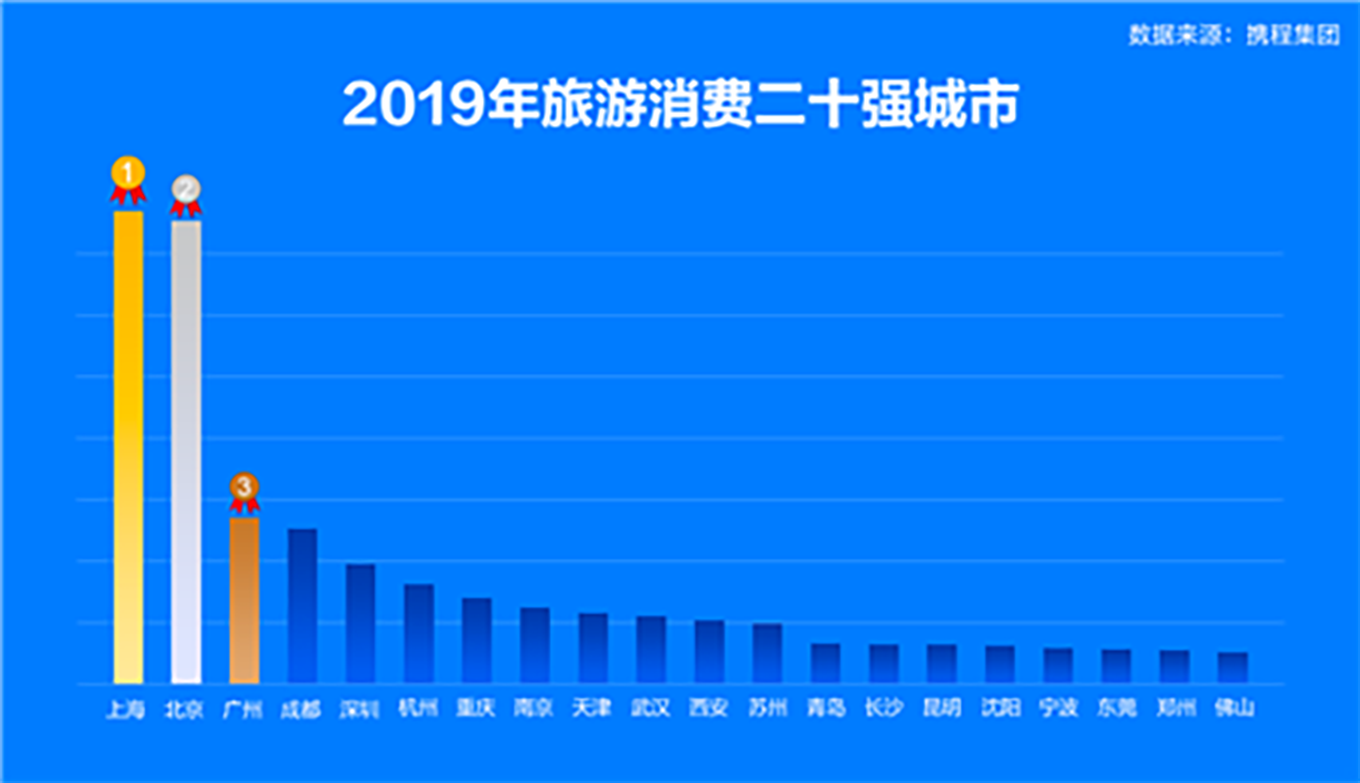 数据来源：携程集团
2019年旅游消费二十强城市
1
2
3
上海 北京 广州 成都 深圳 杭州 重庆 南京 天津 武汉 西安 苏州 青岛 长沙 昆明 沈阳 宁波 东莞 郑州 佛山